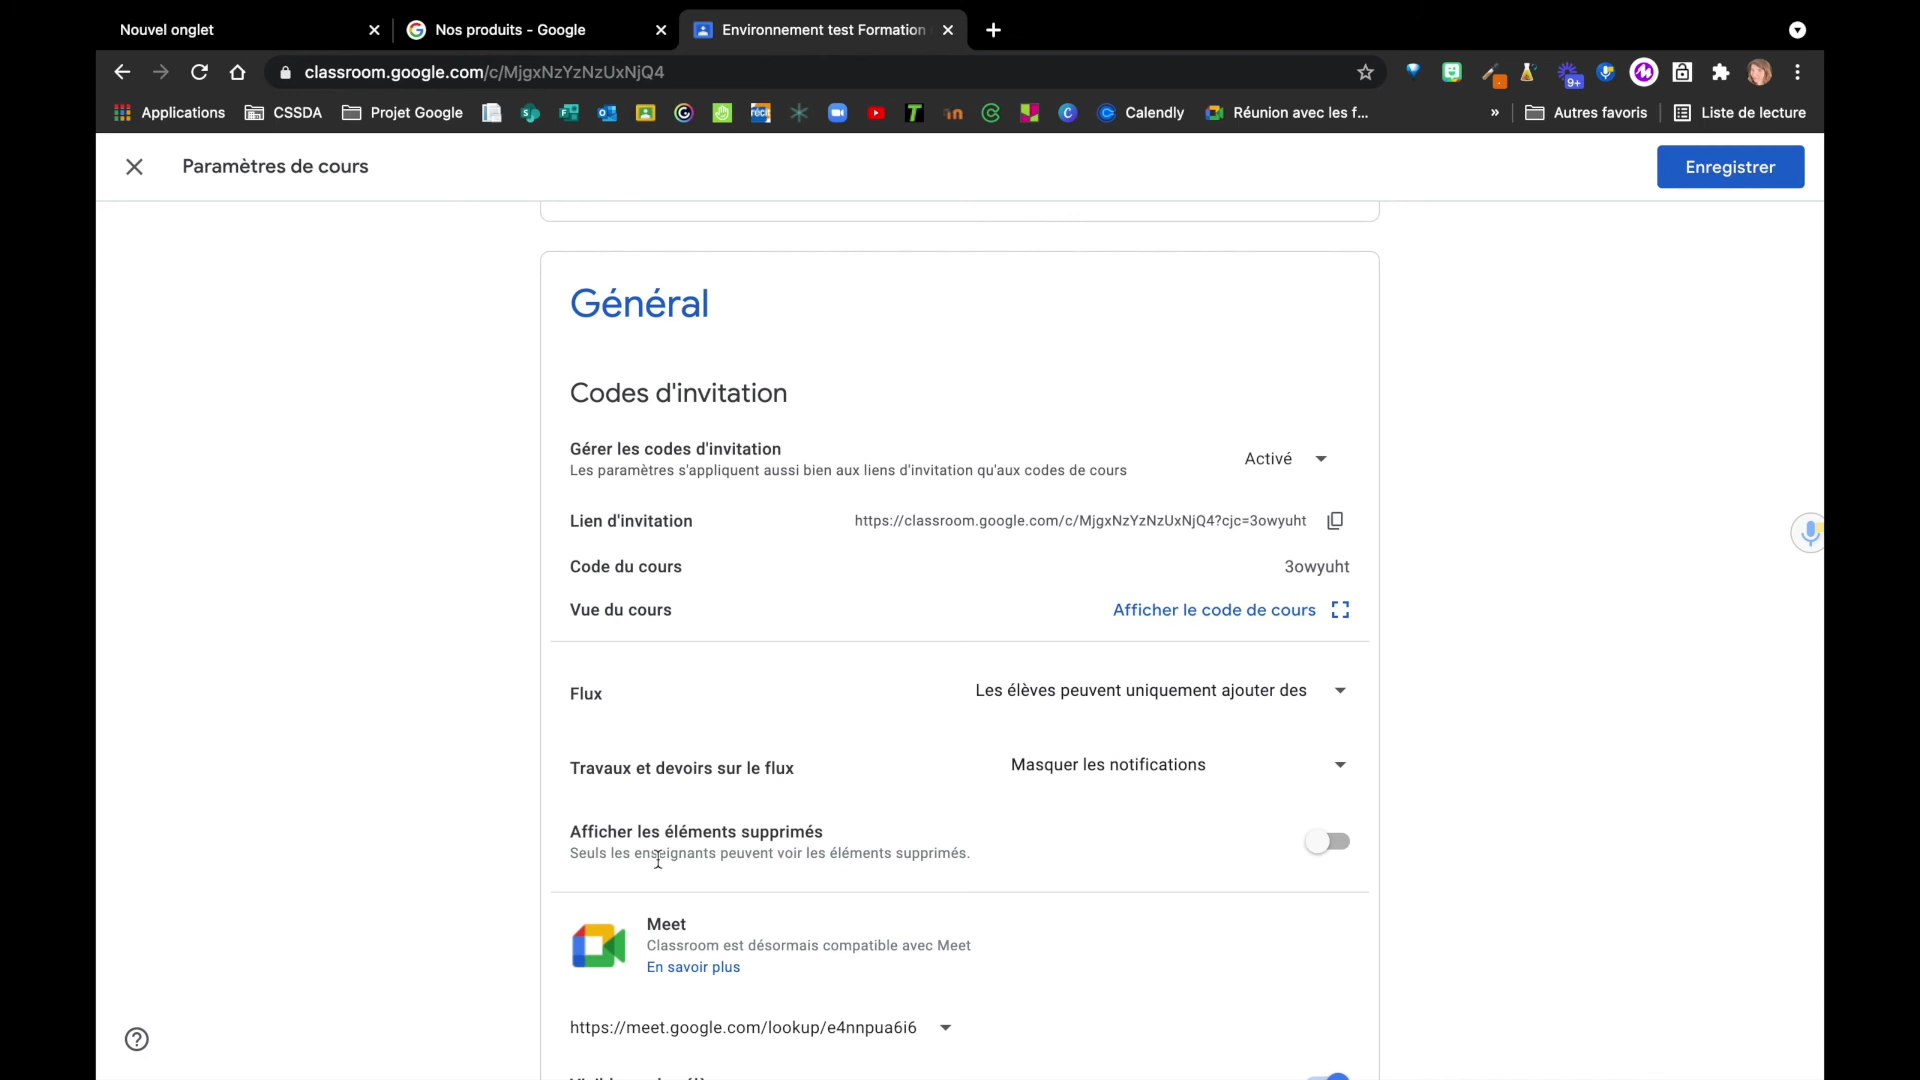 Nouvel onglet
Nos produits - Google
Environnement test Formation
classroom.google.com/c/MjgxNzYzNzUxNjQ4
9+
Applications
CSSDA
Projet Google
récit
Calendly
Réunion avec les f...
»
Autres favoris
Liste de lecture
Paramètres de cours
Enregistrer
Général
Codes d'invitation
Gérer les codes d'invitation
Les paramètres s'appliquent aussi bien aux liens d'invitation qu'aux codes de cours
Activé
Lien d'invitation
https://classroom.google.com/c/MjgxNzYzNzUxNjQ4?cjc=3owyuht
Code du cours
3owyuht
Vue du cours
Afficher le code de cours
Flux
Les élèves peuvent uniquement ajouter des
Travaux et devoirs sur le flux
Masquer les notifications
Afficher les éléments supprimés
Seuls les enseignants peuvent voir les éléments supprimés.
Meet
Classroom est désormais compatible avec Meet
En savoir plus
https://meet.google.com/lookup/e4nnpua6i6